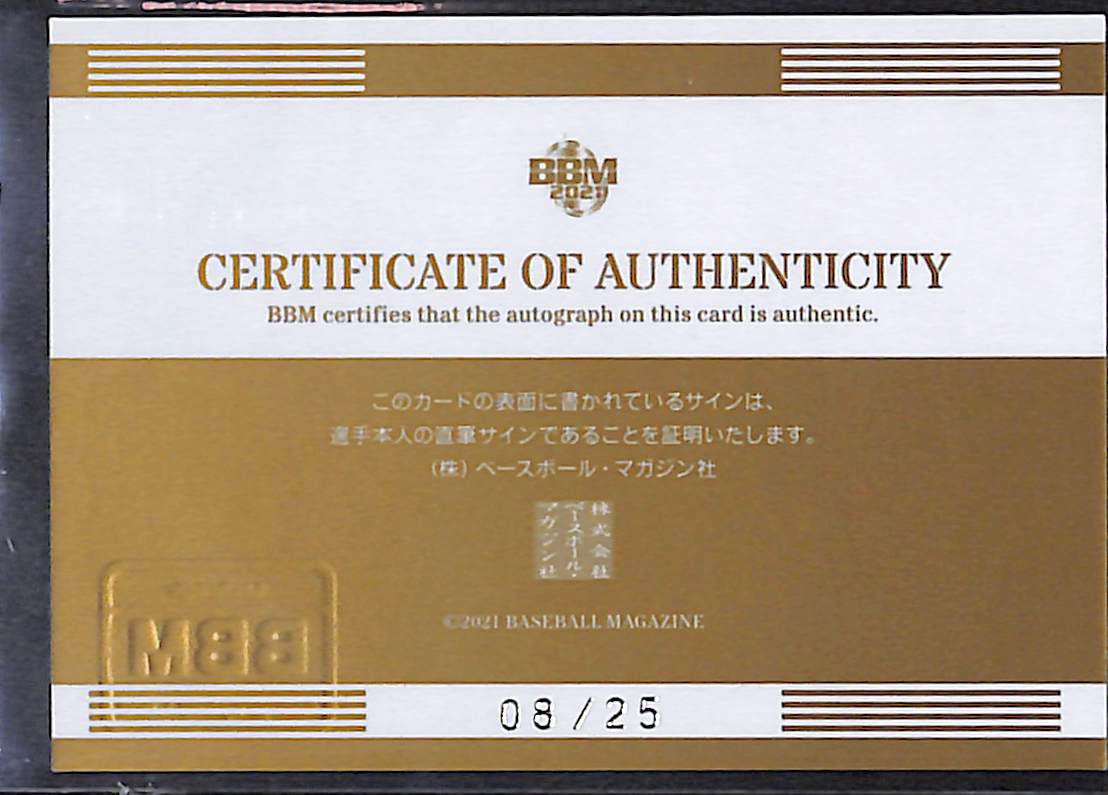 BBM
2021
CERTIFICATE OF AUTHENTICITY
BBM certifies that the autograph on this card is authentic.
このカードの表面に書かれているサインは、
選手本人の直筆サインであることを証明いたします。
(株) ベースボール・マガジン社
株式会社
ベースボール・
マガジン社
©2021 BASEBALL MAGAZINE
BBM
08/25